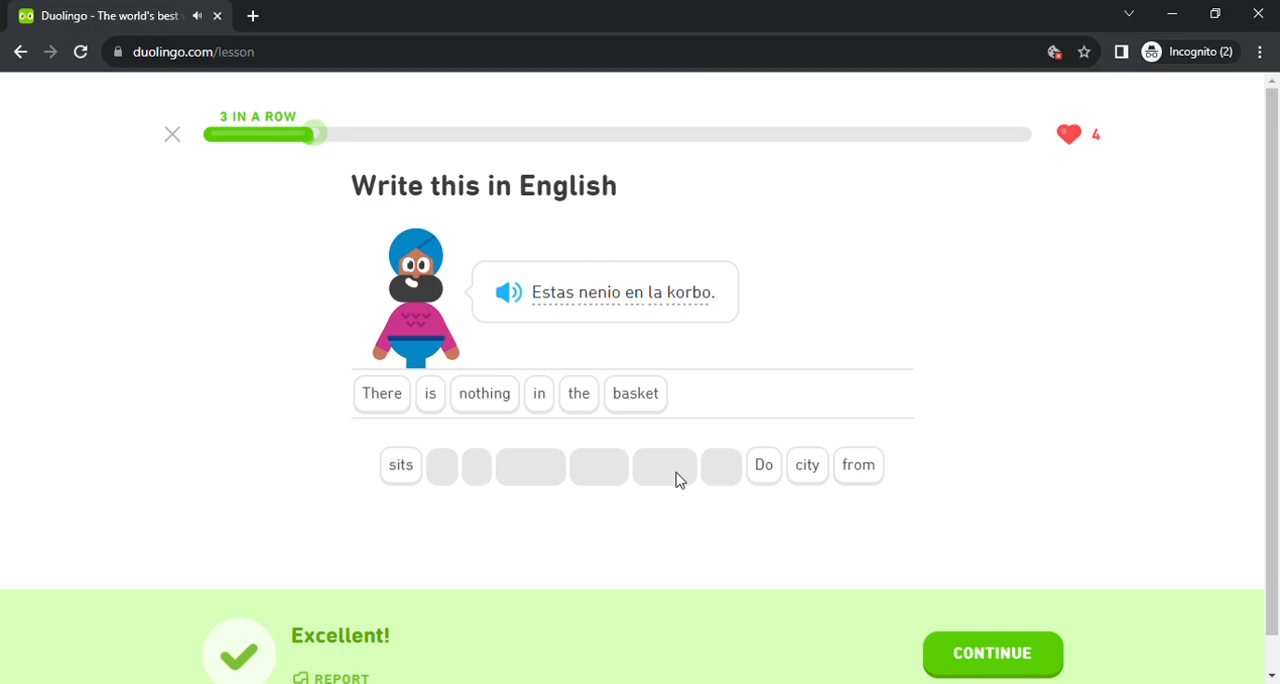 Duolingo - The world's best
duolingo.com/lesson
Incognito (2)
3 IN A ROW
4
Write this in English
Estas nenio en la korbo.
There is nothing in the basket
sits Do city from
Excellent!
REPORT
CONTINUE